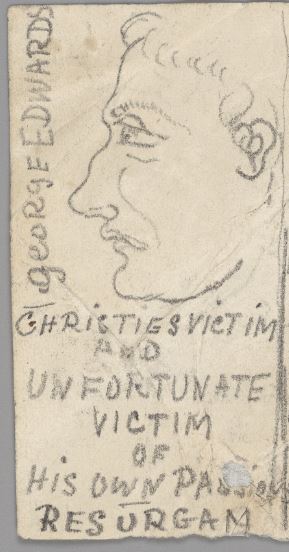 GEORGE EDWARDS
CHRISTIES VICTIM
AND
UNFORTUNATE
VICTIM
OF
HIS OWN PASSION
RESURGAM